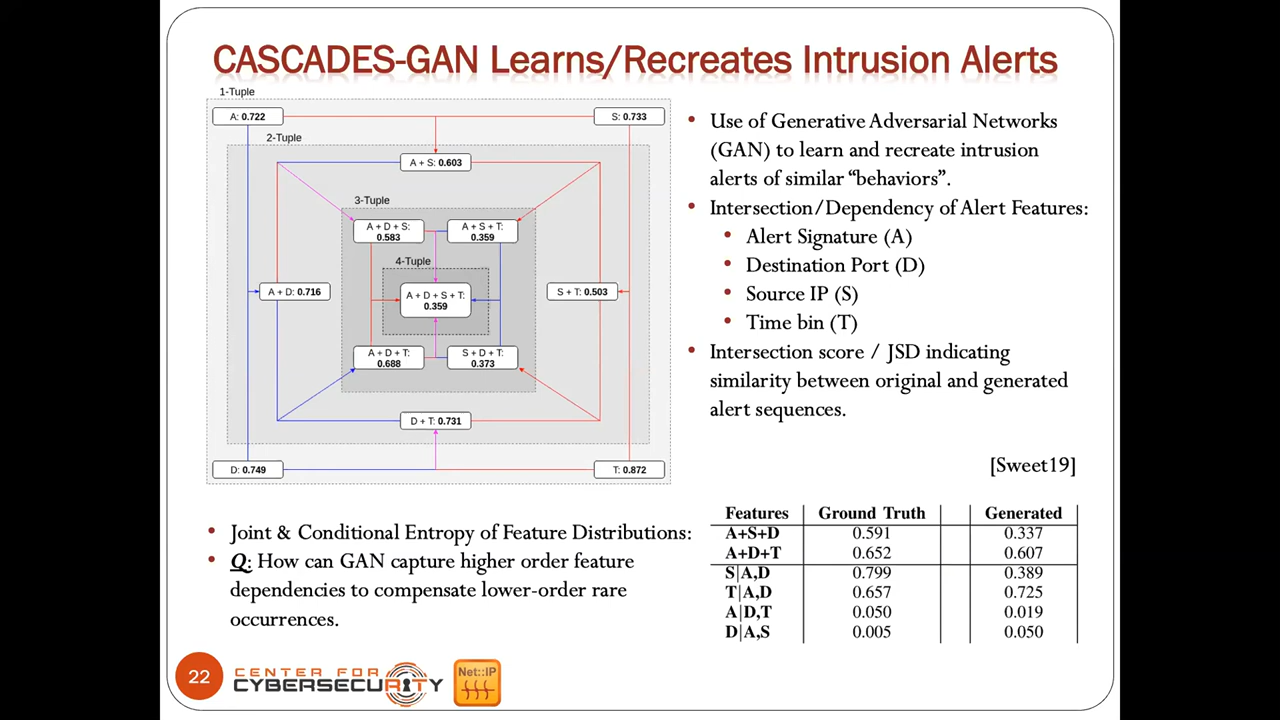 CASCADES-GAN Learns/Recreates Intrusion Alerts
1-Tuple
A: 0.722
S: 0.733
2-Tuple
A + S: 0.603
3-Tuple
A + D + S:
0.583
A + S + T:
0.359
4-Tuple
A + D: 0.716
A + D + S + T:
0.359
S + T: 0.503
A + D + T:
0.688
S + D + T:
0.373
D + T: 0.731
D: 0.749
T: 0.872
• Use of Generative Adversarial Networks
(GAN) to learn and recreate intrusion
alerts of similar “behaviors”.
• Intersection/Dependency of Alert Features:
• Alert Signature (A)
• Destination Port (D)
• Source IP (S)
• Time bin (T)
• Intersection score / JSD indicating
similarity between original and generated
alert sequences.
[Sweet19]
• Joint & Conditional Entropy of Feature Distributions:
• Q: How can GAN capture higher order feature
dependencies to compensate lower-order rare
occurrences.
Features Ground Truth Generated
A+S+D 0.591 0.337
A+D+T 0.652 0.607
S|A,D 0.799 0.389
T|A,D 0.657 0.725
A|D,T 0.050 0.019
D|A,S 0.005 0.050
22
CENTER FOR
CYBERSECURITY
Net::IP